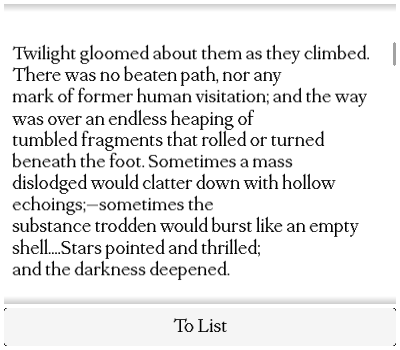 Twilight gloomed about them as they climbed.
There was no beaten path, nor any
mark of former human visitation; and the way
was over an endless heaping of
tumbled fragments that rolled or turned
beneath the foot. Sometimes a mass
dislodged would clatter down with hollow
echoings;—sometimes the
substance trodden would burst like an empty
shell....Stars pointed and thrilled;
and the darkness deepened.
To List